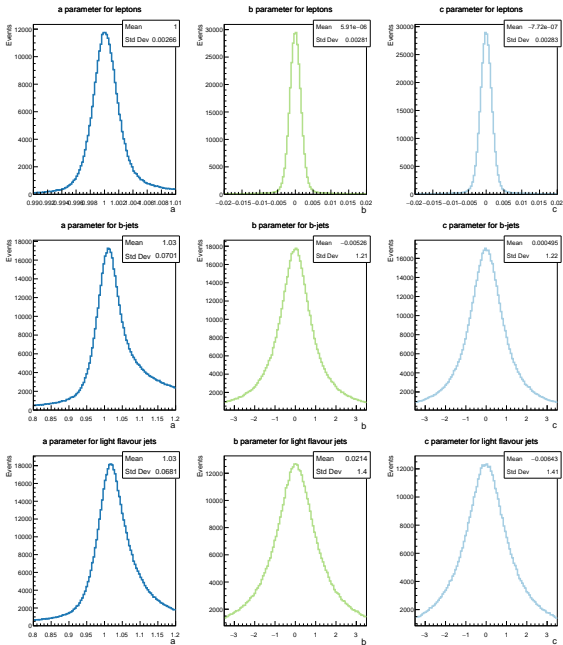 a parameter for leptons
Events
Mean 1
Std Dev 0.00266
12000
10000
8000
6000
4000
2000
0
0.99 0.992 0.994 0.996 0.998 1 1.002 1.004 1.006 1.008 1.01
a
b parameter for leptons
Mean 5.91e-06
Std Dev 0.00281
30000
25000
20000
15000
10000
5000
0
−0.02 −0.015 −0.01 −0.005 0 0.005 0.01 0.015 0.02
b
c parameter for leptons
Events
Mean −7.72e-07
Std Dev 0.00283
30000
25000
20000
15000
10000
5000
0
−0.02 −0.015 −0.01 −0.005 0 0.005 0.01 0.015 0.02
c
a parameter for b-jets
Events
Mean 1.03
Std Dev 0.0701
18000
16000
14000
12000
10000
8000
6000
4000
2000
0
0.8 0.85 0.9 0.95 1 1.05 1.1 1.15 1.2
a
b parameter for b-jets
Mean −0.00526
Std Dev 1.21
18000
16000
14000
12000
10000
8000
6000
4000
2000
−3 −2 −1 0 1 2 3
b
c parameter for b-jets
Events
Mean 0.000495
Std Dev 1.22
16000
14000
12000
10000
8000
6000
4000
2000
−3 −2 −1 0 1 2 3
c
a parameter for light flavour jets
Events
Mean 1.03
Std Dev 0.0681
18000
16000
14000
12000
10000
8000
6000
4000
2000
0
0.8 0.85 0.9 0.95 1 1.05 1.1 1.15 1.2
a
b parameter for light flavour jets
Mean 0.0214
Std Dev 1.4
12000
10000
8000
6000
4000
2000
−3 −2 −1 0 1 2 3
b
c parameter for light flavour jets
Events
Mean −0.00643
Std Dev 1.41
12000
10000
8000
6000
4000
2000
−3 −2 −1 0 1 2 3
c